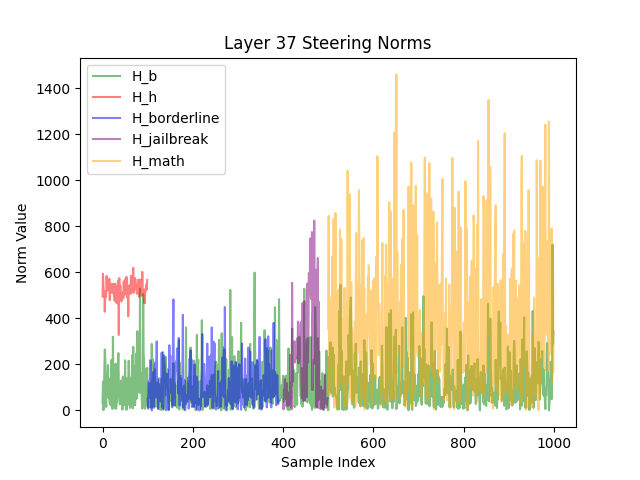 Layer 37 Steering Norms
H_b
H_h
H_borderline
H_jailbreak
H_math
Norm Value
1400
1200
1000
800
600
400
200
0
0
200
400
600
800
1000
Sample Index